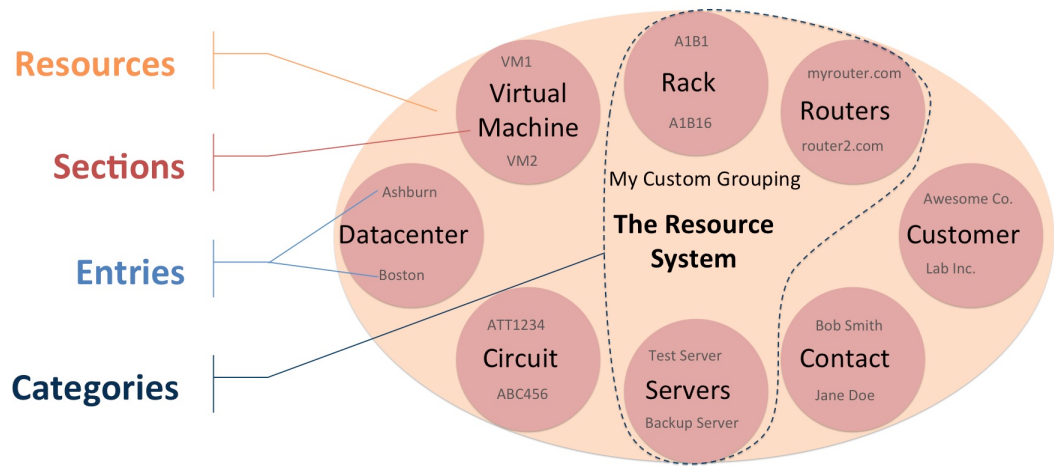 Resources
Sections
Entries
Categories
VM1
Virtual
Machine
VM2
A1B1
Rack
A1B16
myrouter.com
Routers
router2.com
My Custom Grouping
The Resource
System
Ashburn
Datacenter
Boston
Awesome Co.
Customer
Lab Inc.
ATT1234
Circuit
ABC456
Test Server
Servers
Backup Server
Bob Smith
Contact
Jane Doe